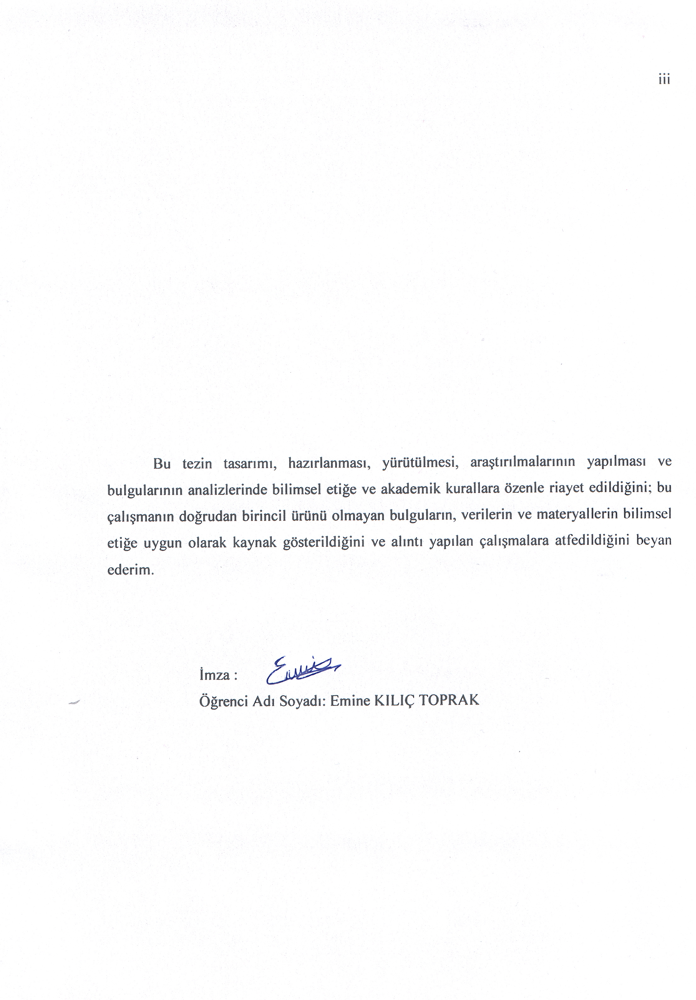 iii
Bu tezin tasarımı, hazırlanması, yürütülmesi, araştırılmalarının yapılması ve
bulgularının analizlerinde bilimsel etiğe ve akademik kurallara özenle riayet edildiğini; bu
çalışmanın doğrudan birincil ürünü olmayan bulguların, verilerin ve materyallerin bilimsel
etiğe uygun olarak kaynak gösterildiğini ve alıntı yapılan çalışmalara atfedildiğini beyan
ederim.
İmza :
Öğrenci Adı Soyadı: Emine KILIÇ TOPRAK